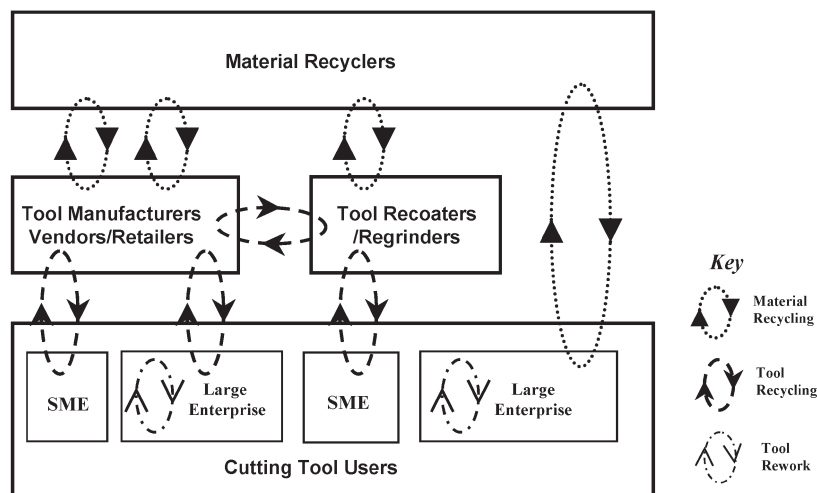 Material Recyclers
Tool Manufacturers
Vendors/Retailers
Tool Recoaters
/Regrinders
Key
Material
Recycling
Tool
Recycling
Tool
Rework
SME
Large
Enterprise
SME
Large
Enterprise
Cutting Tool Users